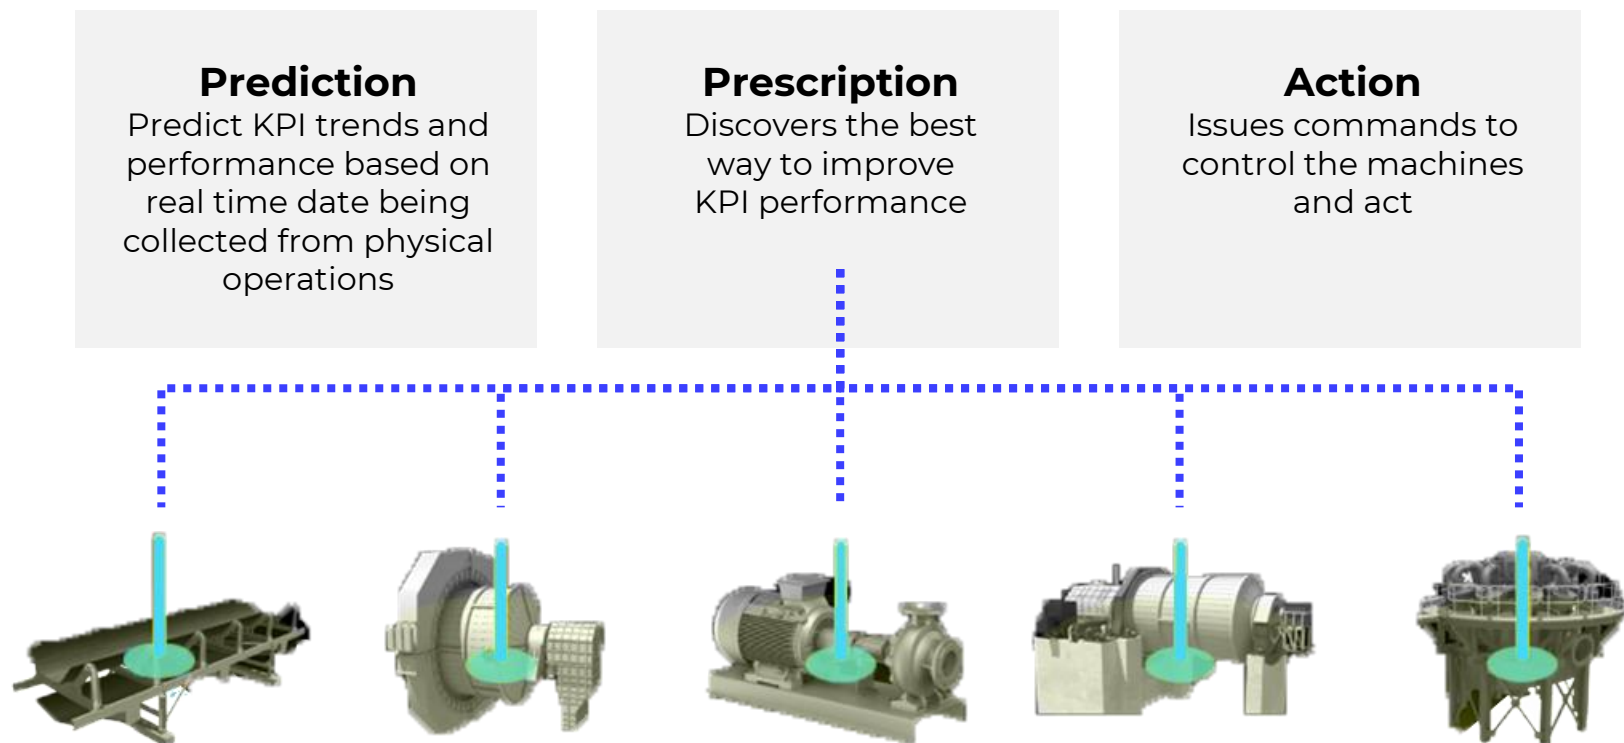 Prediction
Predict KPI trends and
performance based on
real time date being
collected from physical
operations
Prescription
Discovers the best
way to improve
KPI performance
Action
Issues commands to
control the machines
and act